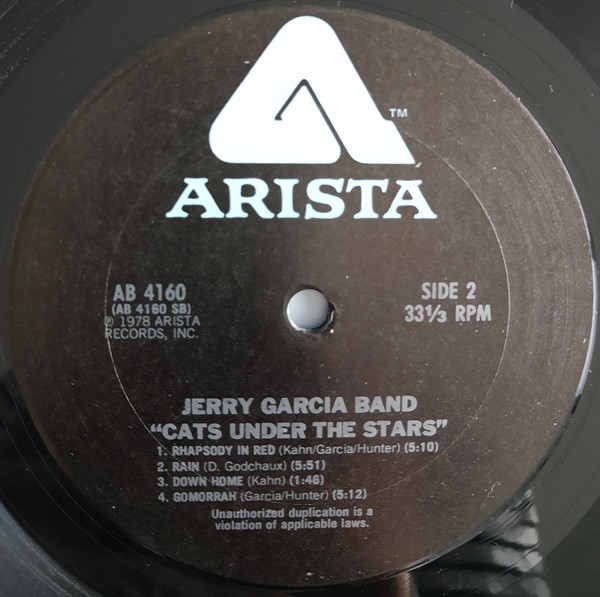 TM
ARISTA
AB 4160
(AB 4160 SB)
℗ 1978 ARISTA
RECORDS, INC.
SIDE 2
33⅓ RPM
JERRY GARCIA BAND
"CATS UNDER THE STARS"
1. RHAPSODY IN RED (Kahn/Garcia/Hunter) (5:10)
2. RAIN (D. Godchaux) (5:51)
3. DOWN HOME (Kahn) (1:46)
4. GOMORRAH (Garcia/Hunter) (5:12)
Unauthorized duplication is a
violation of applicable laws.